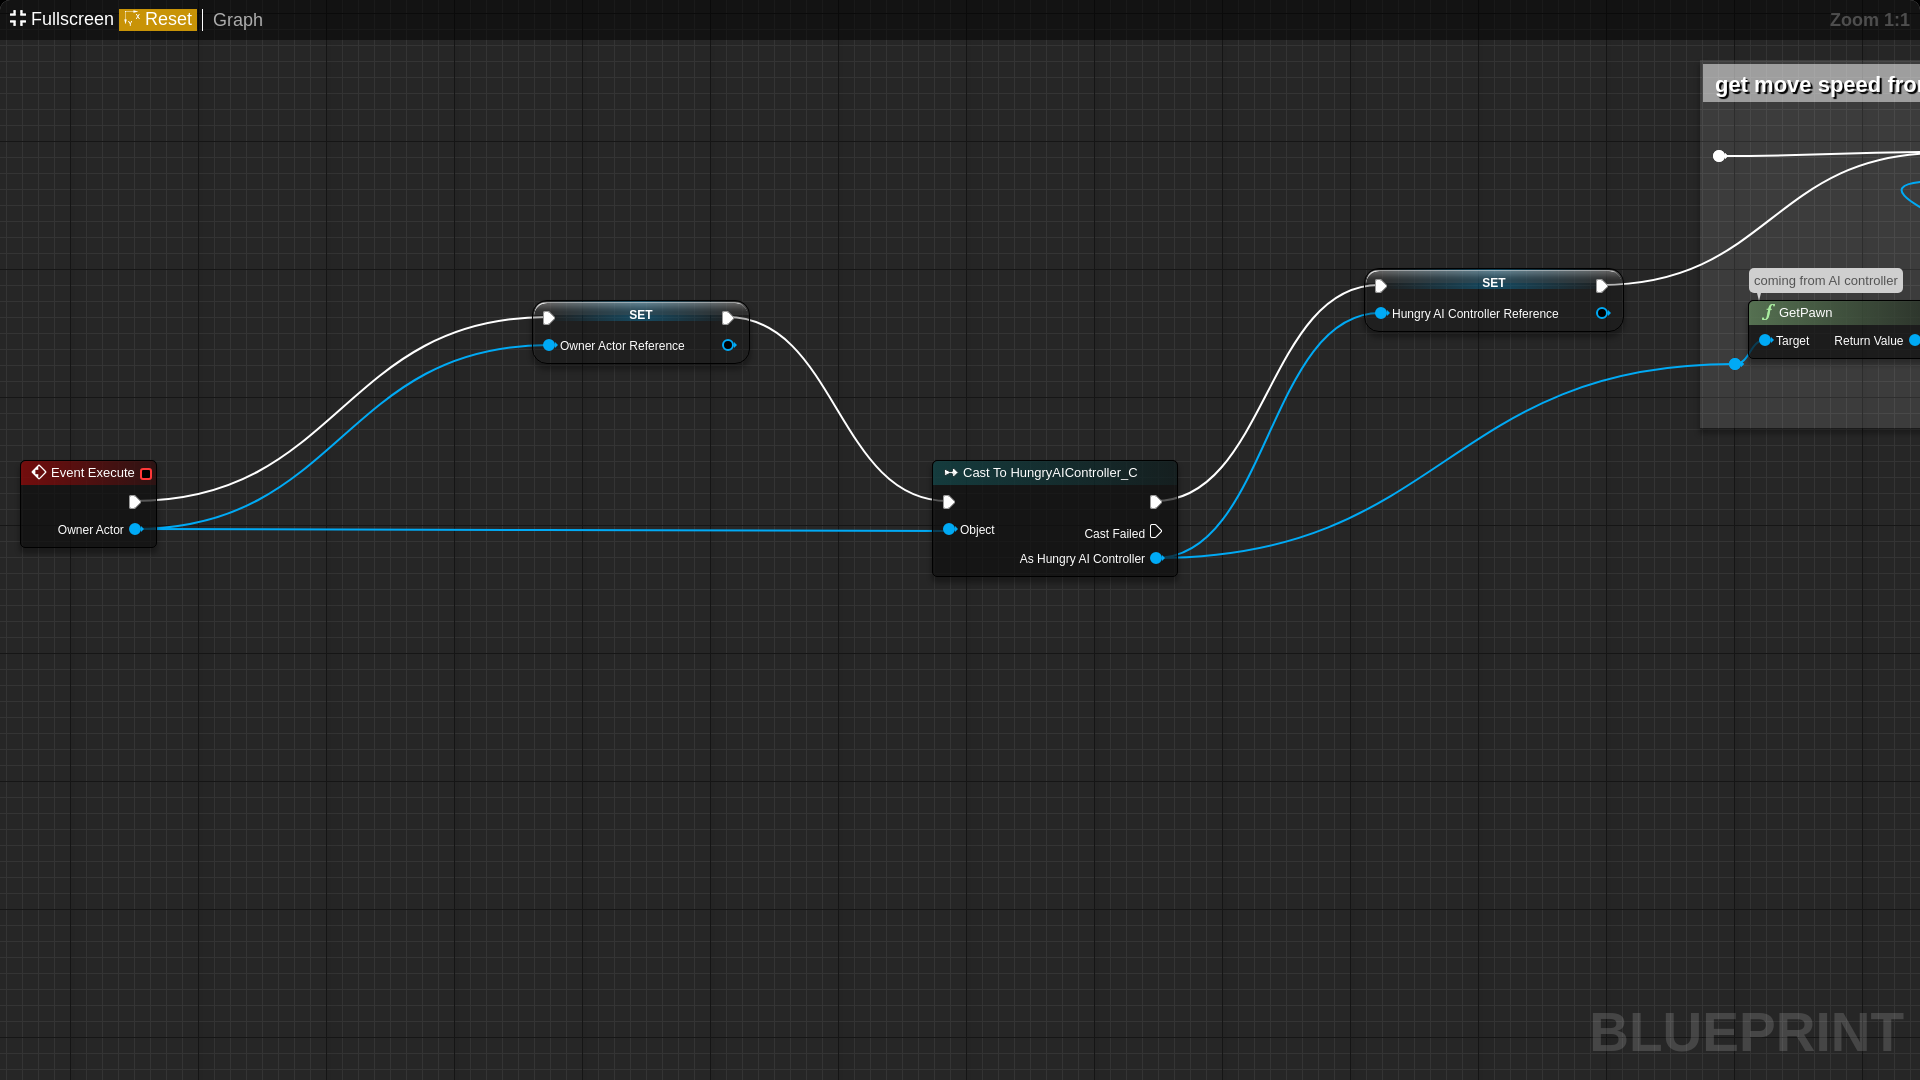 Fullscreen Reset Graph
Zoom 1:1
get move speed fro
SET
Owner Actor Reference
SET
Hungry AI Controller Reference
coming from AI controller
GetPawn
Target Return Value
Event Execute
Owner Actor
Cast To HungryAIController_C
Object
Cast Failed
As Hungry AI Controller
BLUEPRINT